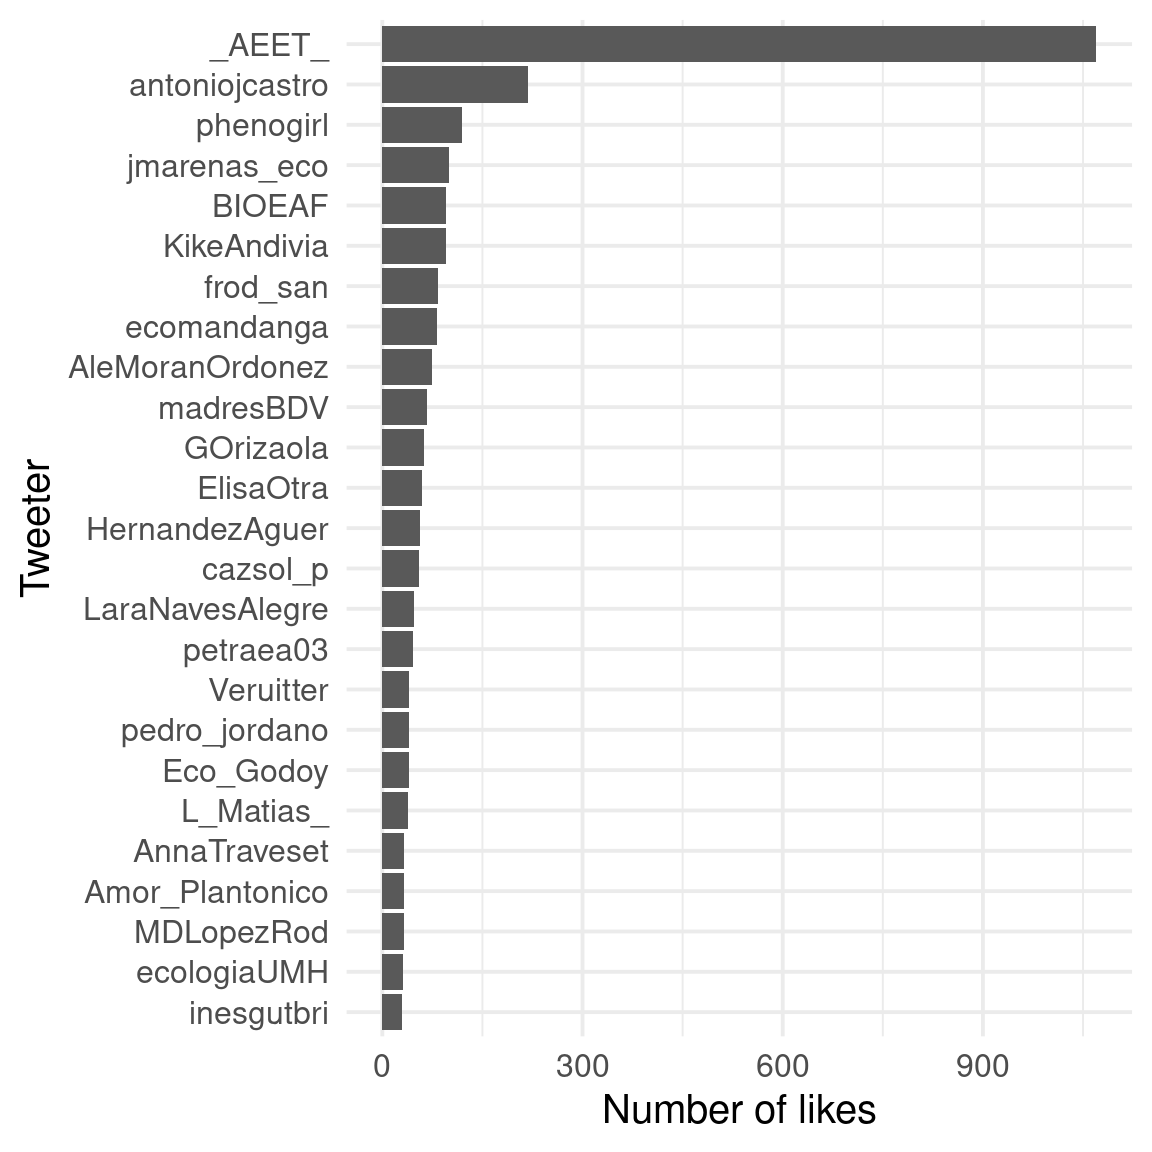 _AEET_
antoniojcastro
phenogirl
jmarenas_eco
BIOEAF
KikeAndivia
frod_san
ecomandanga
AleMoranOrdonez
madresBDV
GOrizaola
ElisaOtra
HernandezAguer
cazsol_p
LaraNavesAlegre
petraea03
Veruitter
pedro_jordano
Eco_Godoy
L_Matias_
AnnaTraveset
Amor_Plantonico
MDLopezRod
ecologiaUMH
inesgutbri
Tweeter
0 300 600 900
Number of likes